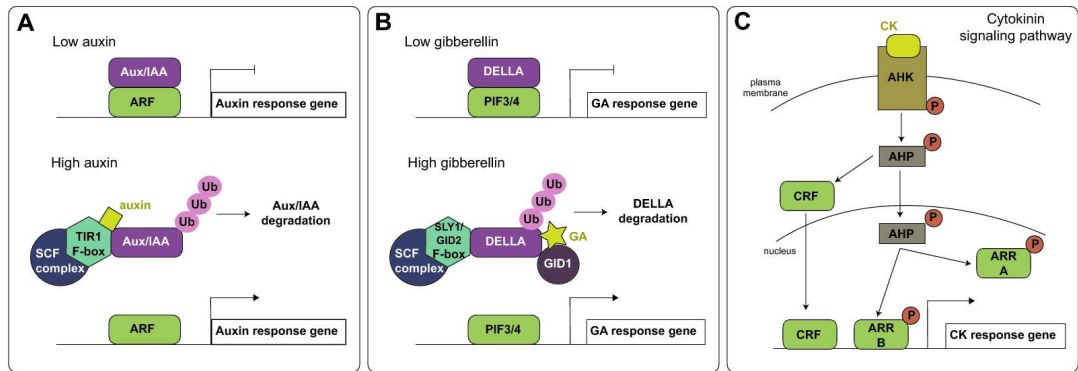 A
Low auxin
Aux/IAA
ARF
Auxin response gene
High auxin
Ub
Ub
Ub
auxin
TIR1
F-box
Aux/IAA
SCF
complex
Aux/IAA
degradation
ARF
Auxin response gene
B
Low gibberellin
DELLA
PIF3/4
GA response gene
High gibberellin
Ub
Ub
Ub
SLY1/
GID2
F-box
DELLA
GA
GID1
SCF
complex
DELLA
degradation
PIF3/4
GA response gene
C
Cytokinin
signaling pathway
CK
AHK
plasma
membrane
P
AHP
P
CRF
nucleus
AHP
P
ARR
A
P
CRF
ARR
B
P
CK response gene